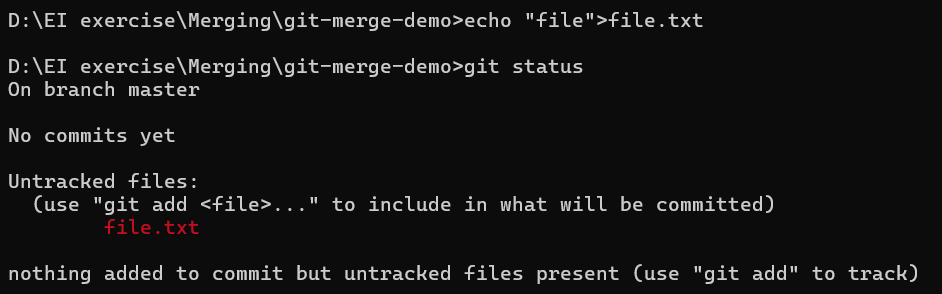 D:\EI exercise\Merging\git-merge-demo>echo "file">file.txt
D:\EI exercise\Merging\git-merge-demo>git status
On branch master
No commits yet
Untracked files:
(use "git add <file>..." to include in what will be committed)
file.txt
nothing added to commit but untracked files present (use "git add" to track)